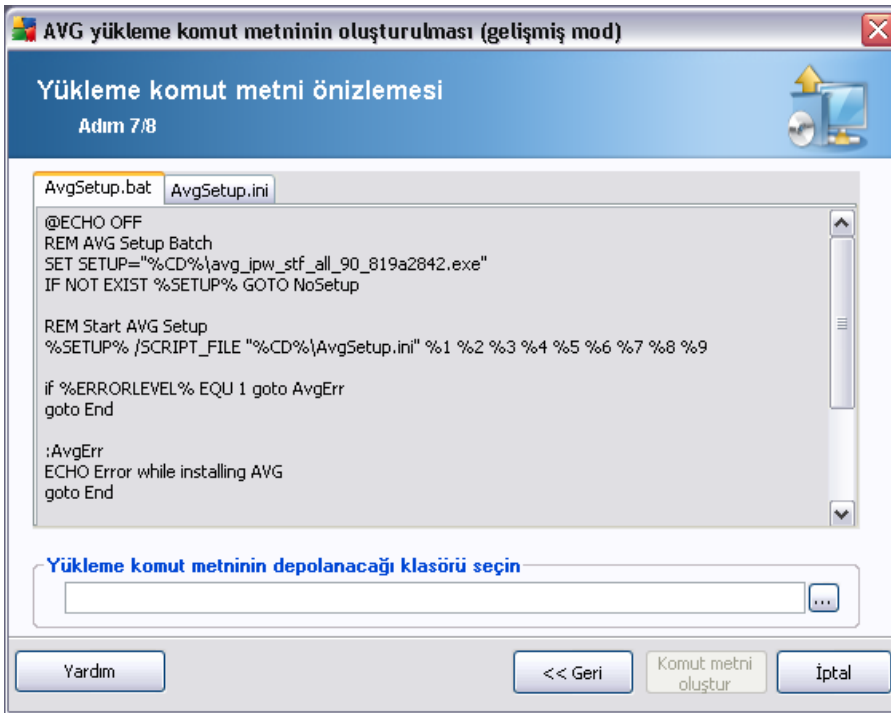 AVG yükleme komut metninin oluşturulması (gelişmiş mod)
Yükleme komut metni önizlemesi
Adım 7/8
AvgSetup.bat AvgSetup.ini
@ECHO OFF
REM AVG Setup Batch
SET SETUP="%CD%\avg_ipw_stf_all_90_819a2842.exe"
IF NOT EXIST %SETUP% GOTO NoSetup
REM Start AVG Setup
%SETUP% /SCRIPT_FILE "%CD%\AvgSetup.ini" %1 %2 %3 %4 %5 %6 %7 %8 %9
if %ERRORLEVEL% EQU 1 goto AvgErr
goto End
:AvgErr
ECHO Error while installing AVG
goto End
Yükleme komut metninin depolanacağı klasörü seçin
...
Yardım
<< Geri
Komut metni
oluştur
İptal